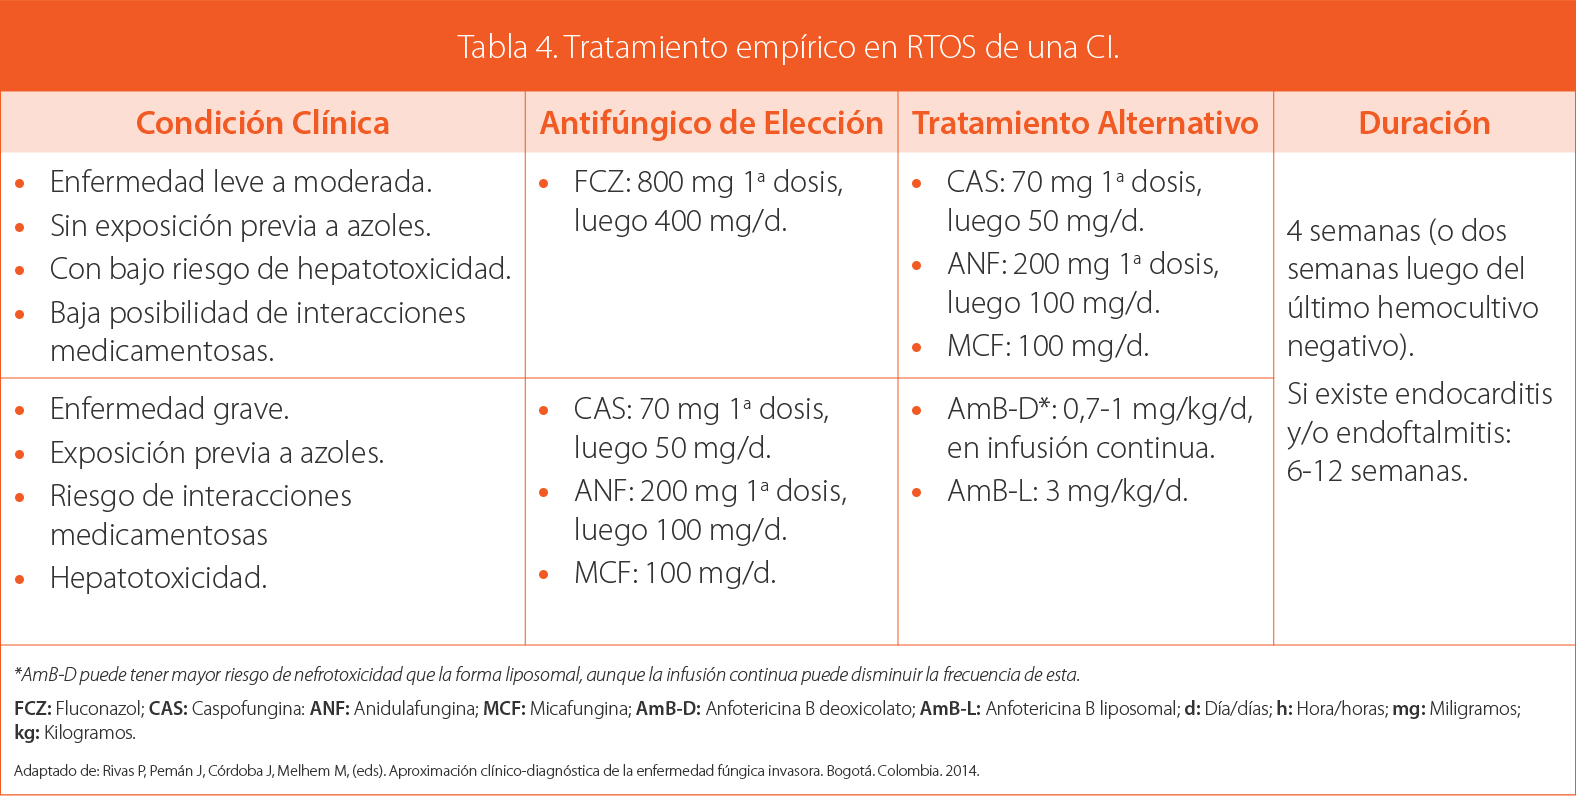 Tabla 4. Tratamiento empírico en RTOS de una CI.
Condición Clínica
Antifúngico de Elección
Tratamiento Alternativo
Duración
• Enfermedad leve a moderada.
• Sin exposición previa a azoles.
• Con bajo riesgo de hepatotoxicidad.
• Baja posibilidad de interacciones
medicamentosas.
• FCZ: 800 mg 1ª dosis,
luego 400 mg/d.
• CAS: 70 mg 1ª dosis,
luego 50 mg/d.
• ANF: 200 mg 1ª dosis,
luego 100 mg/d.
• MCF: 100 mg/d.
4 semanas (o dos
semanas luego del
último hemocultivo
negativo).
Si existe endocarditis
y/o endoftalmitis:
6-12 semanas.
• Enfermedad grave.
• Exposición previa a azoles.
• Riesgo de interacciones
medicamentosas
• Hepatotoxicidad.
• CAS: 70 mg 1ª dosis,
luego 50 mg/d.
• ANF: 200 mg 1ª dosis,
luego 100 mg/d.
• MCF: 100 mg/d.
• AmB-D*: 0,7-1 mg/kg/d,
en infusión continua.
• AmB-L: 3 mg/kg/d.
*AmB-D puede tener mayor riesgo de nefrotoxicidad que la forma liposomal, aunque la infusión continua puede disminuir la frecuencia de esta.
FCZ: Fluconazol; CAS: Caspofungina: ANF: Anidulafungina; MCF: Micafungina; AmB-D: Anfotericina B deoxicolato; AmB-L: Anfotericina B liposomal; d: Día/días; h: Hora/horas; mg: Miligramos;
kg: Kilogramos.
Adaptado de: Rivas P, Pemán J, Córdoba J, Melhem M, (eds). Aproximación clínico-diagnóstica de la enfermedad fúngica invasora. Bogotá. Colombia. 2014.